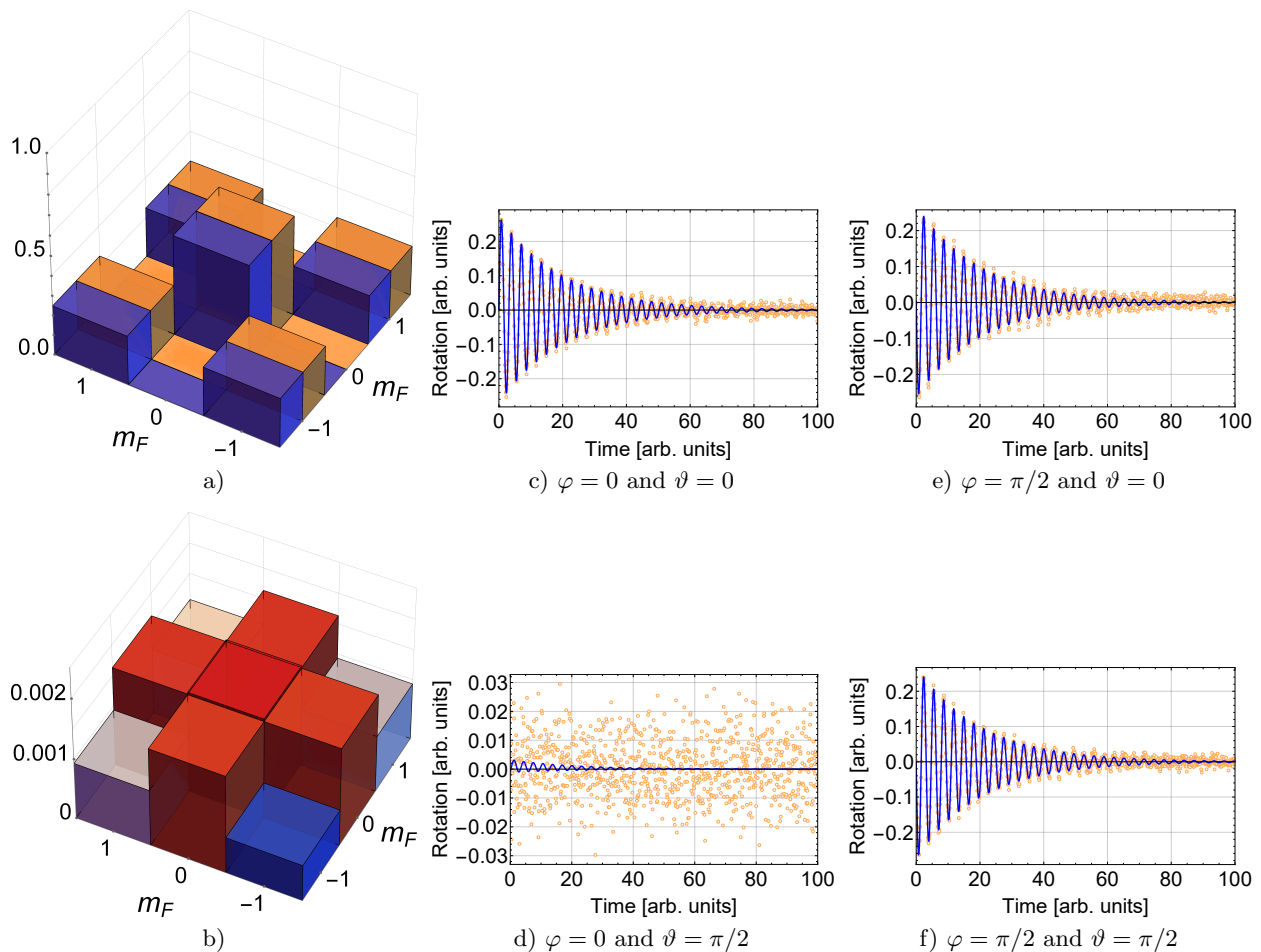 1.0
0.5
0.0
1
0
−1
m_F
−1
0
1
m_F
a)
Rotation [arb. units]
0.2
0.1
0.0
−0.1
−0.2
0 20 40 60 80 100
Time [arb. units]
c) φ = 0 and ϑ = 0
Rotation [arb. units]
0.2
0.1
0.0
−0.1
−0.2
0 20 40 60 80 100
Time [arb. units]
e) φ = π/2 and ϑ = 0
0.002
0.001
0
1
0
−1
m_F
−1
0
1
m_F
b)
Rotation [arb. units]
0.03
0.02
0.01
0.00
−0.01
−0.02
−0.03
0 20 40 60 80 100
Time [arb. units]
d) φ = 0 and ϑ = π/2
Rotation [arb. units]
0.2
0.1
0.0
−0.1
−0.2
0 20 40 60 80 100
Time [arb. units]
f) φ = π/2 and ϑ = π/2